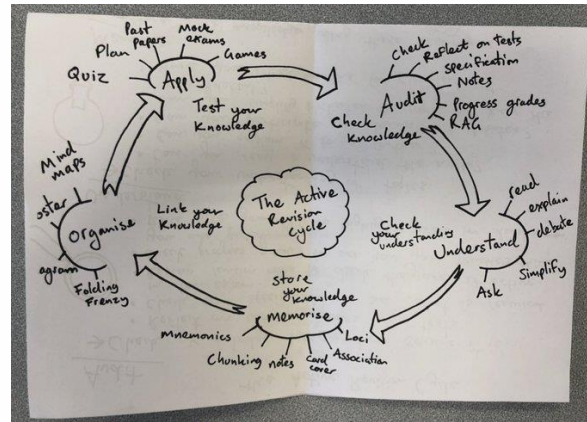 Past
Papers
Mock
exams
Plan
Games
Quiz
Apply
Test your
Knowledge
Check
Reflect on tests
Specification
Notes
Progress grades
RAG
Audit
Check
Knowledge
read
explain
debate
Simplify
Ask
Understand
Check
your
understanding
Loci
Association
card
cover
notes
Chunking
Mnemonics
memorise
Store
your
Knowledge
Mind
maps
oster
agram
Folding
Frenzy
Organise
Link your
Knowledge
The Active
Revision
Cycle